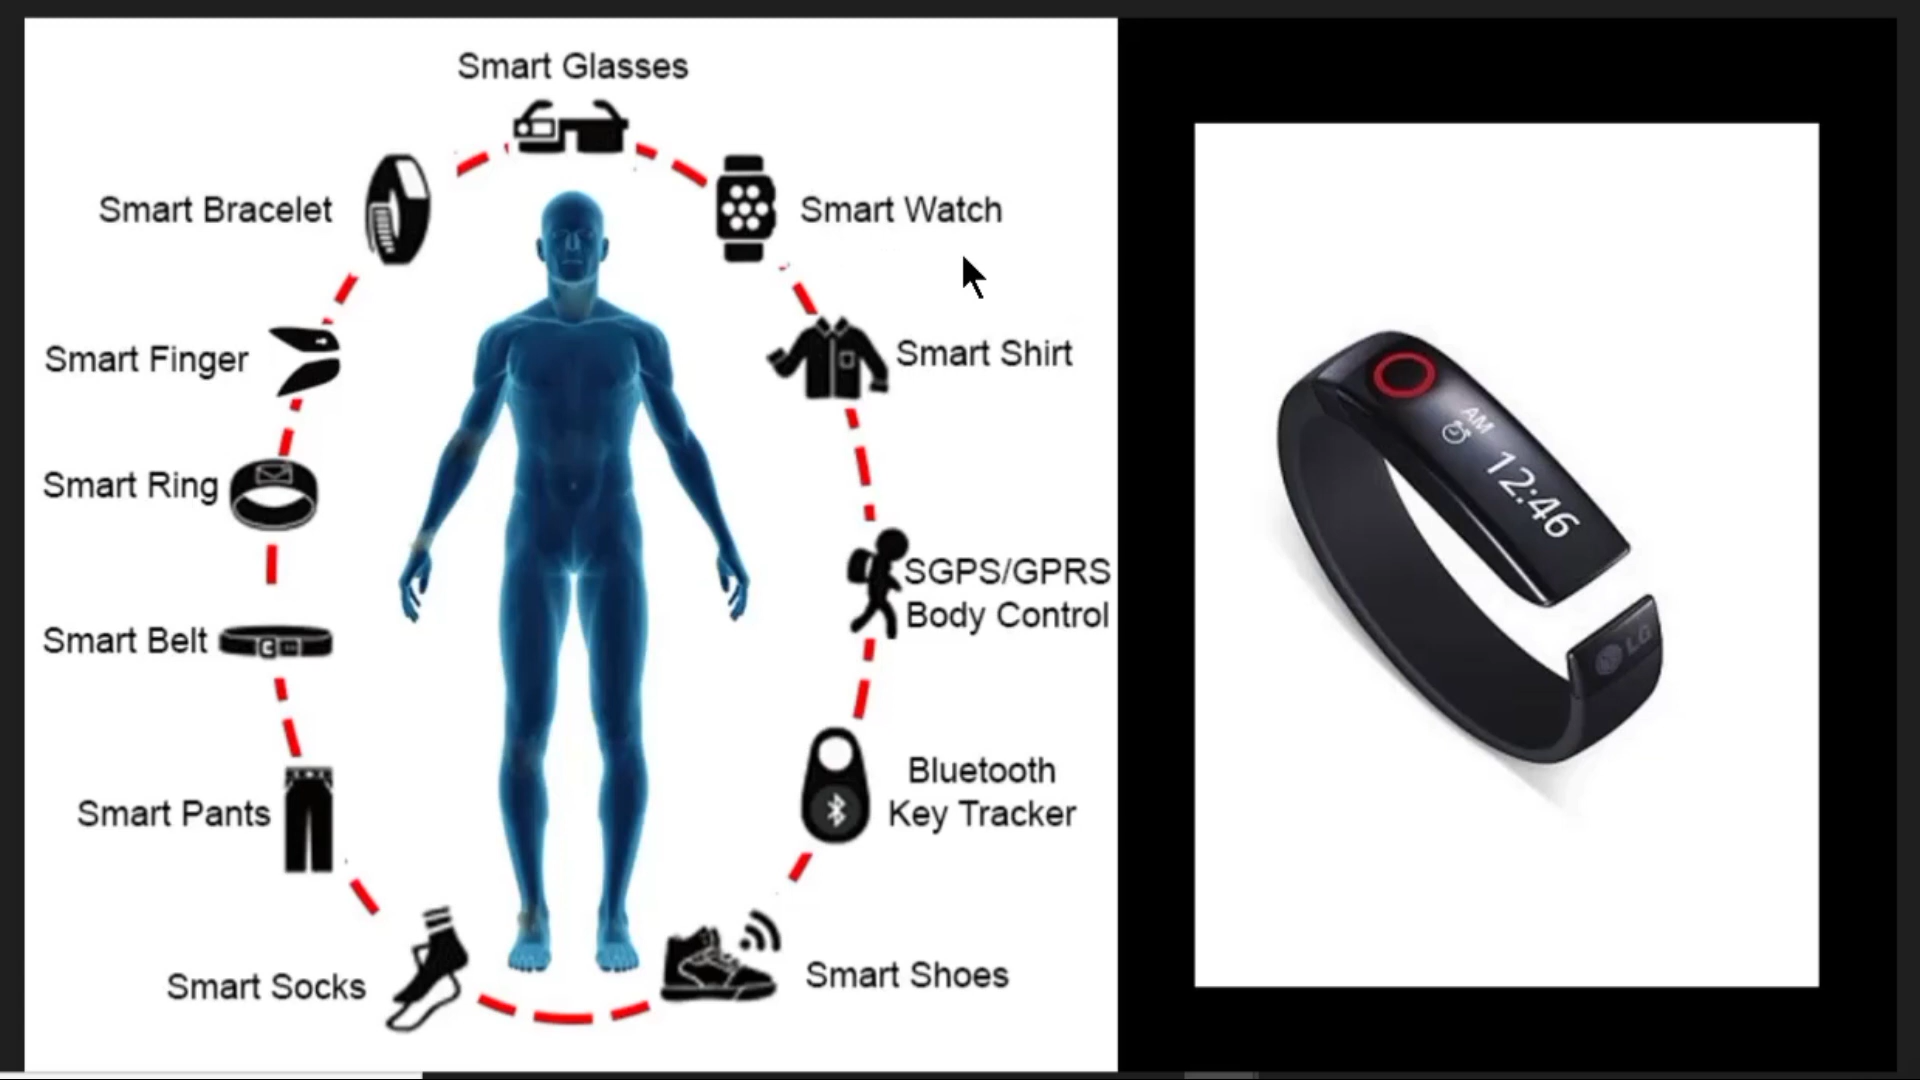 Smart Glasses
Smart Bracelet
Smart Watch
Smart Finger
Smart Shirt
Smart Ring
SGPS/GPRS
Body Control
Smart Belt
Bluetooth
Key Tracker
Smart Pants
Smart Socks
Smart Shoes
AM
12:46
LG